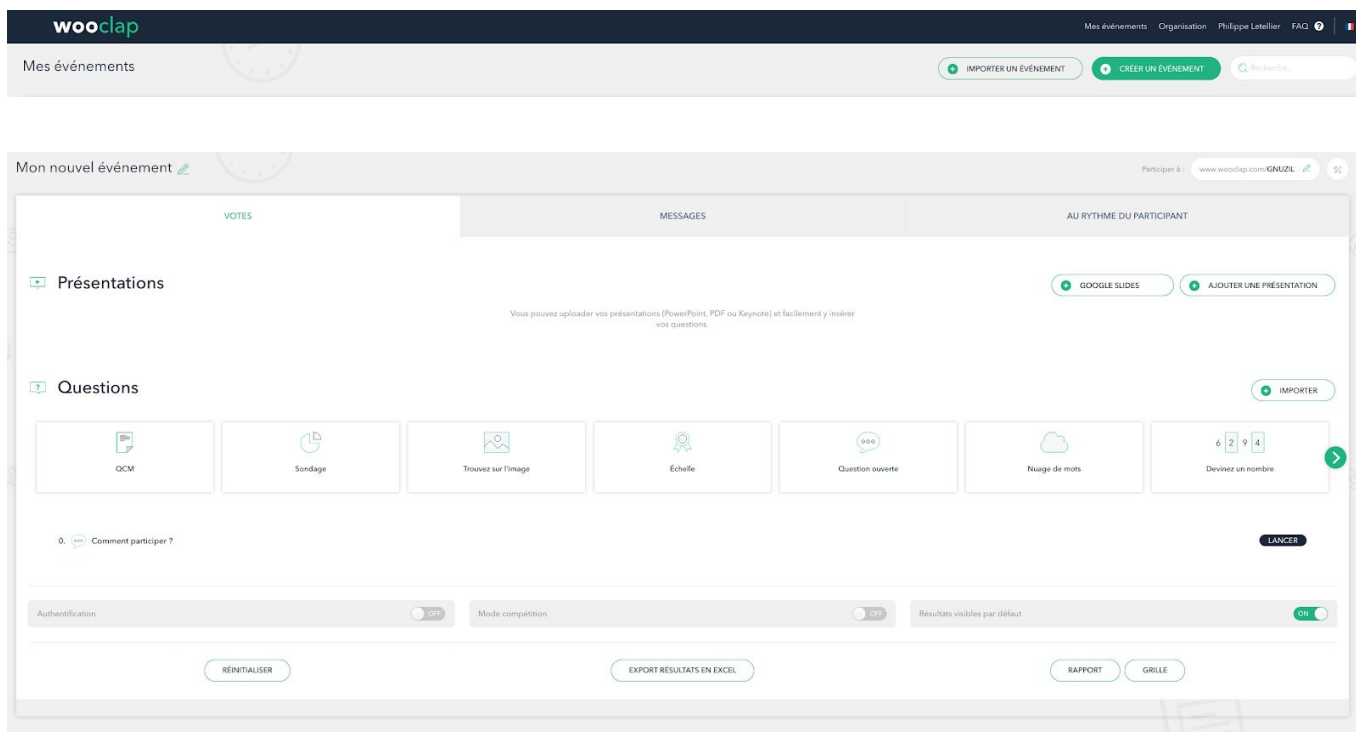 wooclap
Mes événements Organisation Philippe Letellier FAQ ?
Mes événements
IMPORTER UN ÉVÉNEMENT CRÉER UN ÉVÉNEMENT Recherche...
Mon nouvel événement
Participer à : www.wooclap.com/GNUZIL
VOTES MESSAGES AU RYTHME DU PARTICIPANT
Présentations
GOOGLE SLIDES AJOUTER UNE PRÉSENTATION
Vous pouvez uploader vos présentations (PowerPoint, PDF ou Keynote) et facilement y insérer
vos questions.
Questions
IMPORTER
6 2 9 4
QCM Sondage Trouvez sur l'image Échelle Question ouverte Nuage de mots Devinez un nombre
0. Comment participer ? LANCER
Authentification OFF Mode compétition OFF Résultats visibles par défaut ON
RÉINITIALISER EXPORT RÉSULTATS EN EXCEL RAPPORT GRILLE